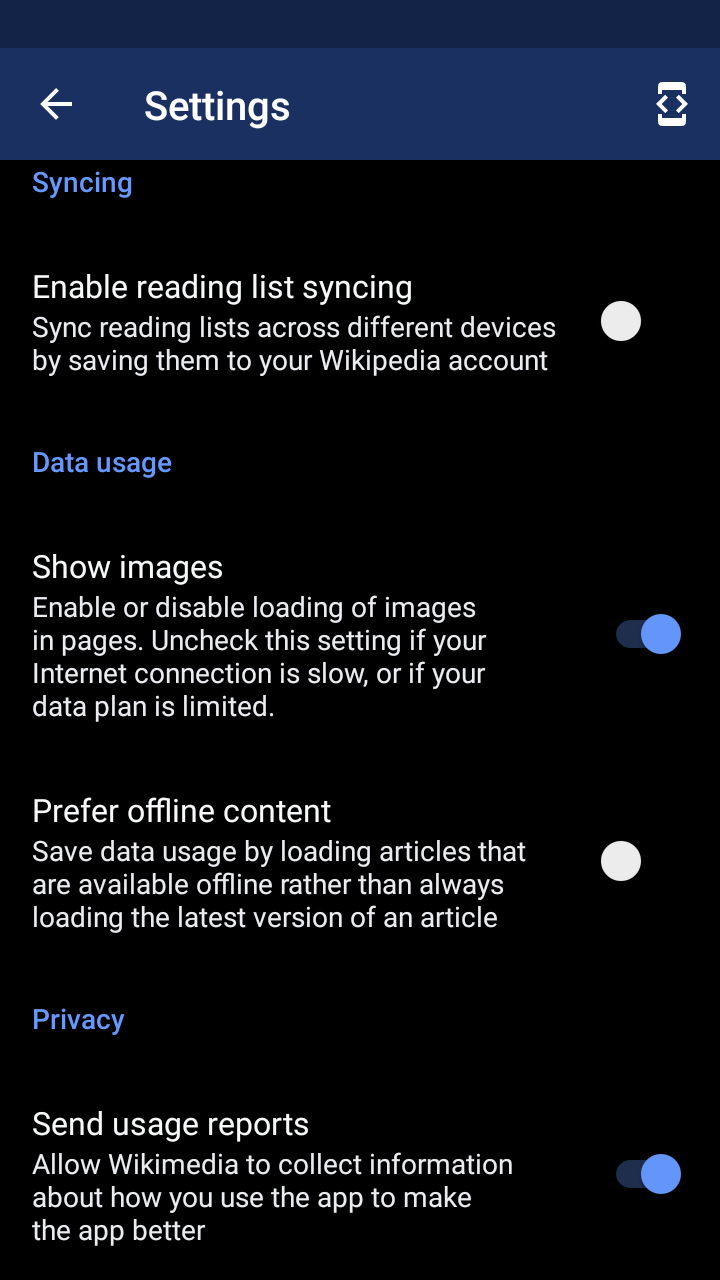 Settings
Syncing
Enable reading list syncing
Sync reading lists across different devices
by saving them to your Wikipedia account
Data usage
Show images
Enable or disable loading of images
in pages. Uncheck this setting if your
Internet connection is slow, or if your
data plan is limited.
Prefer offline content
Save data usage by loading articles that
are available offline rather than always
loading the latest version of an article
Privacy
Send usage reports
Allow Wikimedia to collect information
about how you use the app to make
the app better